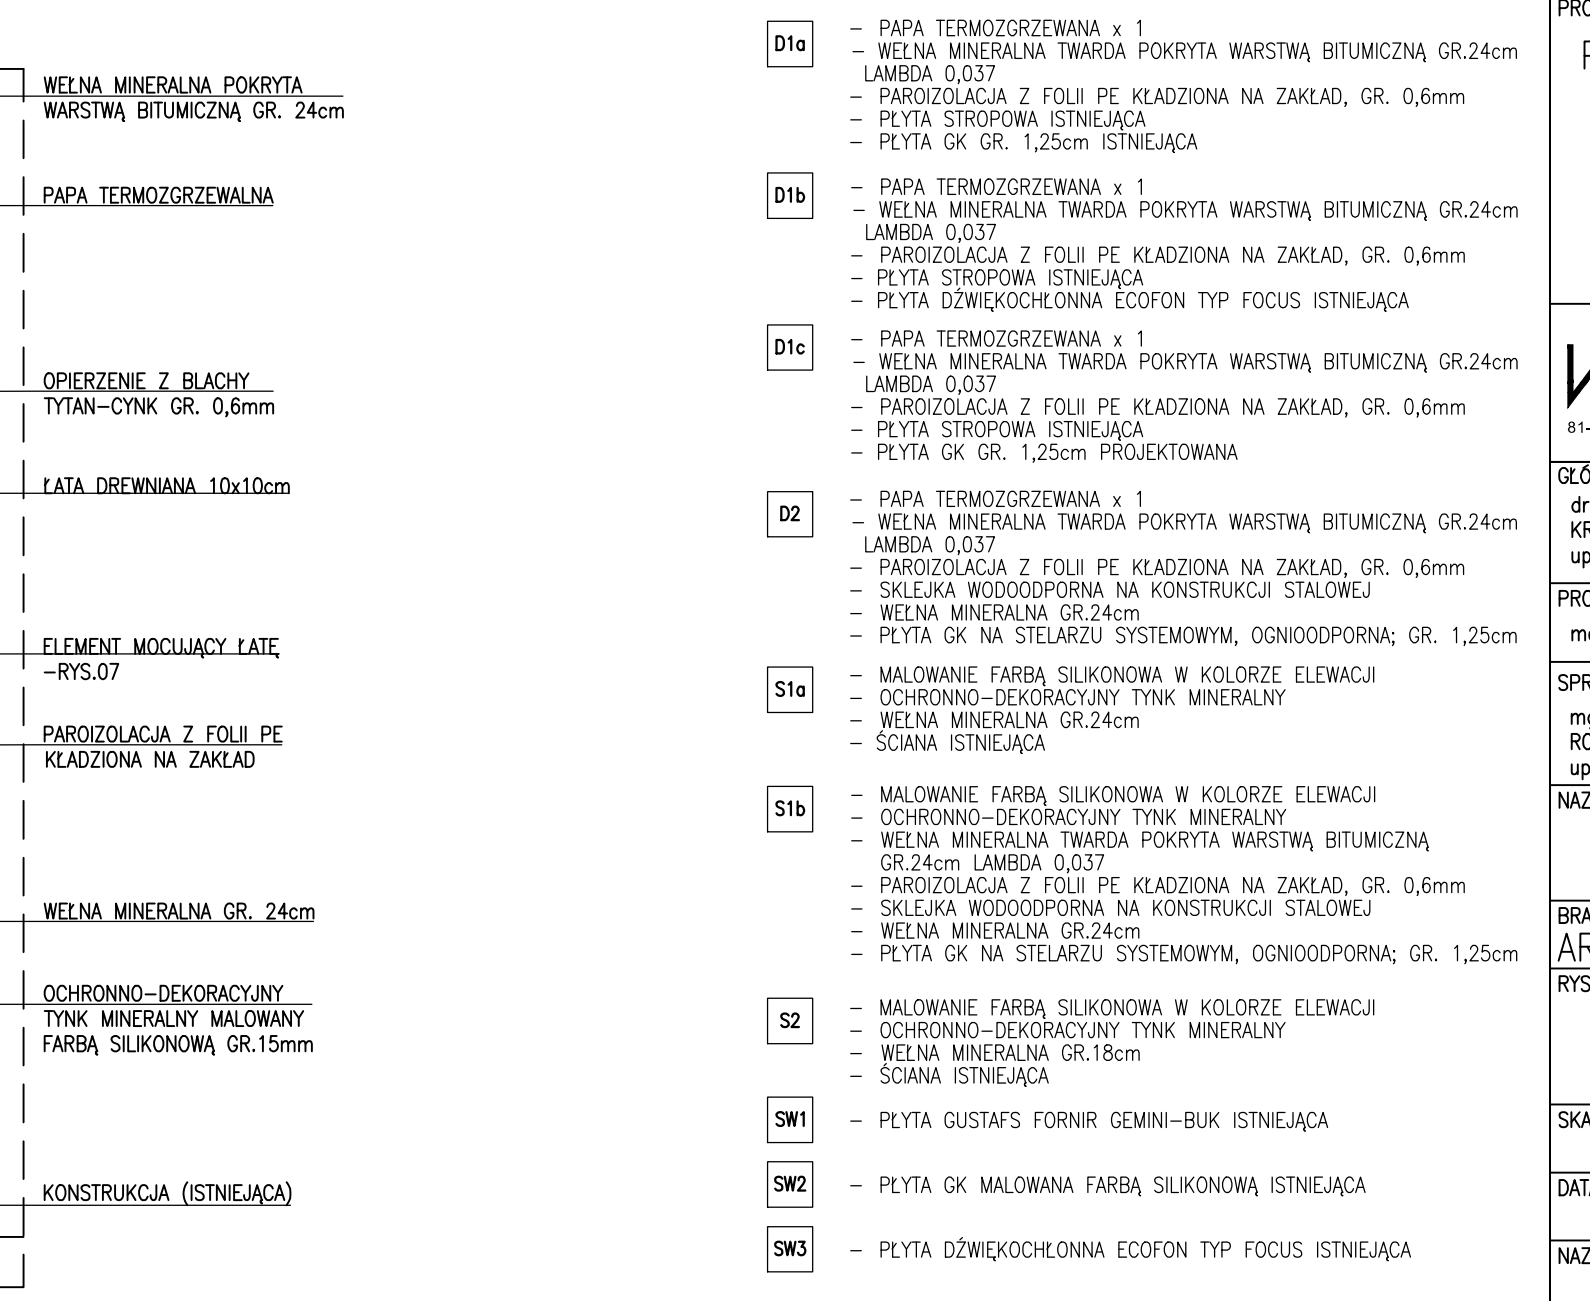 WEŁNA MINERALNA POKRYTA
WARSTWĄ BITUMICZNĄ GR. 24cm
PAPA TERMOZGRZEWALNA
OPIERZENIE Z BLACHY
TYTAN-CYNK GR. 0,6mm
ŁATA DREWNIANA 10x10cm
ELEMENT MOCUJĄCY ŁATĘ
-RYS.07
PAROIZOLACJA Z FOLII PE
KŁADZIONA NA ZAKŁAD
WEŁNA MINERALNA GR. 24cm
OCHRONNO-DEKORACYJNY
TYNK MINERALNY MALOWANY
FARBĄ SILIKONOWĄ GR.15mm
KONSTRUKCJA (ISTNIEJĄCA)
D1a
- PAPA TERMOZGRZEWANA x 1
- WEŁNA MINERALNA TWARDA POKRYTA WARSTWĄ BITUMICZNĄ GR.24cm
LAMBDA 0,037
- PAROIZOLACJA Z FOLII PE KŁADZIONA NA ZAKŁAD, GR. 0,6mm
- PŁYTA STROPOWA ISTNIEJĄCA
- PŁYTA GK GR. 1,25cm ISTNIEJĄCA
D1b
- PAPA TERMOZGRZEWANA x 1
- WEŁNA MINERALNA TWARDA POKRYTA WARSTWĄ BITUMICZNĄ GR.24cm
LAMBDA 0,037
- PAROIZOLACJA Z FOLII PE KŁADZIONA NA ZAKŁAD, GR. 0,6mm
- PŁYTA STROPOWA ISTNIEJĄCA
- PŁYTA DŹWIĘKOCHŁONNA ECOFON TYP FOCUS ISTNIEJĄCA
D1c
- PAPA TERMOZGRZEWANA x 1
- WEŁNA MINERALNA TWARDA POKRYTA WARSTWĄ BITUMICZNĄ GR.24cm
LAMBDA 0,037
- PAROIZOLACJA Z FOLII PE KŁADZIONA NA ZAKŁAD, GR. 0,6mm
- PŁYTA STROPOWA ISTNIEJĄCA
- PŁYTA GK GR. 1,25cm PROJEKTOWANA
D2
- PAPA TERMOZGRZEWANA x 1
- WEŁNA MINERALNA TWARDA POKRYTA WARSTWĄ BITUMICZNĄ GR.24cm
LAMBDA 0,037
- PAROIZOLACJA Z FOLII PE KŁADZIONA NA ZAKŁAD, GR. 0,6mm
- SKLEJKA WODOODPORNA NA KONSTRUKCJI STALOWEJ
- WEŁNA MINERALNA GR.24cm
- PŁYTA GK NA STELARZU SYSTEMOWYM, OGNIOODPORNA; GR. 1,25cm
S1a
- MALOWANIE FARBĄ SILIKONOWA W KOLORZE ELEWACJI
- OCHRONNO-DEKORACYJNY TYNK MINERALNY
- WEŁNA MINERALNA GR.24cm
- ŚCIANA ISTNIEJĄCA
S1b
- MALOWANIE FARBĄ SILIKONOWA W KOLORZE ELEWACJI
- OCHRONNO-DEKORACYJNY TYNK MINERALNY
- WEŁNA MINERALNA TWARDA POKRYTA WARSTWĄ BITUMICZNĄ
GR.24cm LAMBDA 0,037
- PAROIZOLACJA Z FOLII PE KŁADZIONA NA ZAKŁAD, GR. 0,6mm
- SKLEJKA WODOODPORNA NA KONSTRUKCJI STALOWEJ
- WEŁNA MINERALNA GR.24cm
- PŁYTA GK NA STELARZU SYSTEMOWYM, OGNIOODPORNA; GR. 1,25cm
S2
- MALOWANIE FARBĄ SILIKONOWA W KOLORZE ELEWACJI
- OCHRONNO-DEKORACYJNY TYNK MINERALNY
- WEŁNA MINERALNA GR.18cm
- ŚCIANA ISTNIEJĄCA
SW1
- PŁYTA GUSTAFS FORNIR GEMINI-BUK ISTNIEJĄCA
SW2
- PŁYTA GK MALOWANA FARBĄ SILIKONOWĄ ISTNIEJĄCA
SW3
- PŁYTA DŹWIĘKOCHŁONNA ECOFON TYP FOCUS ISTNIEJĄCA
81-
up
up